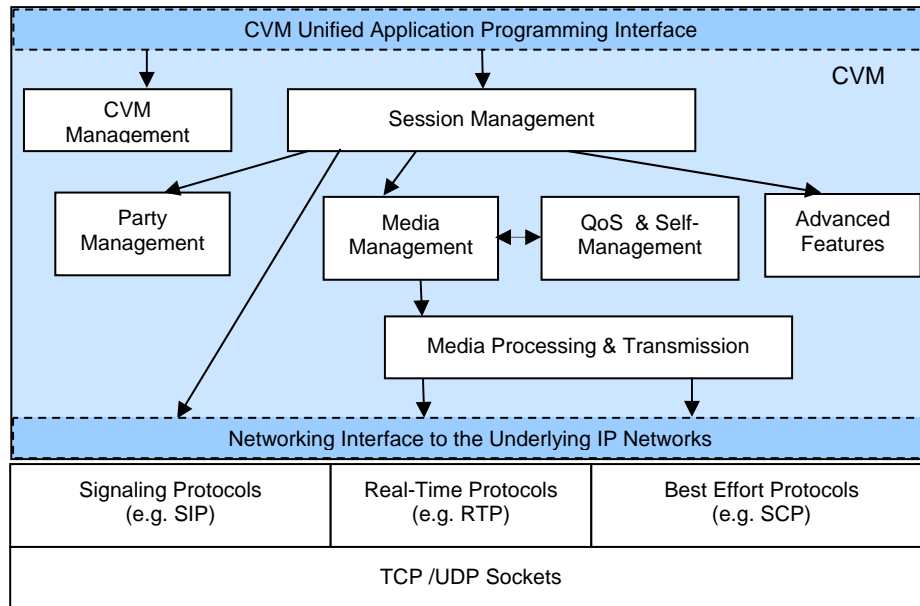 CVM Unified Application Programming Interface
CVM
CVM
Management
Session Management
Party
Management
Media
Management
QoS & Self-
Management
Advanced
Features
Media Processing & Transmission
Networking Interface to the Underlying IP Networks
Signaling Protocols
(e.g. SIP)
Real-Time Protocols
(e.g. RTP)
Best Effort Protocols
(e.g. SCP)
TCP /UDP Sockets